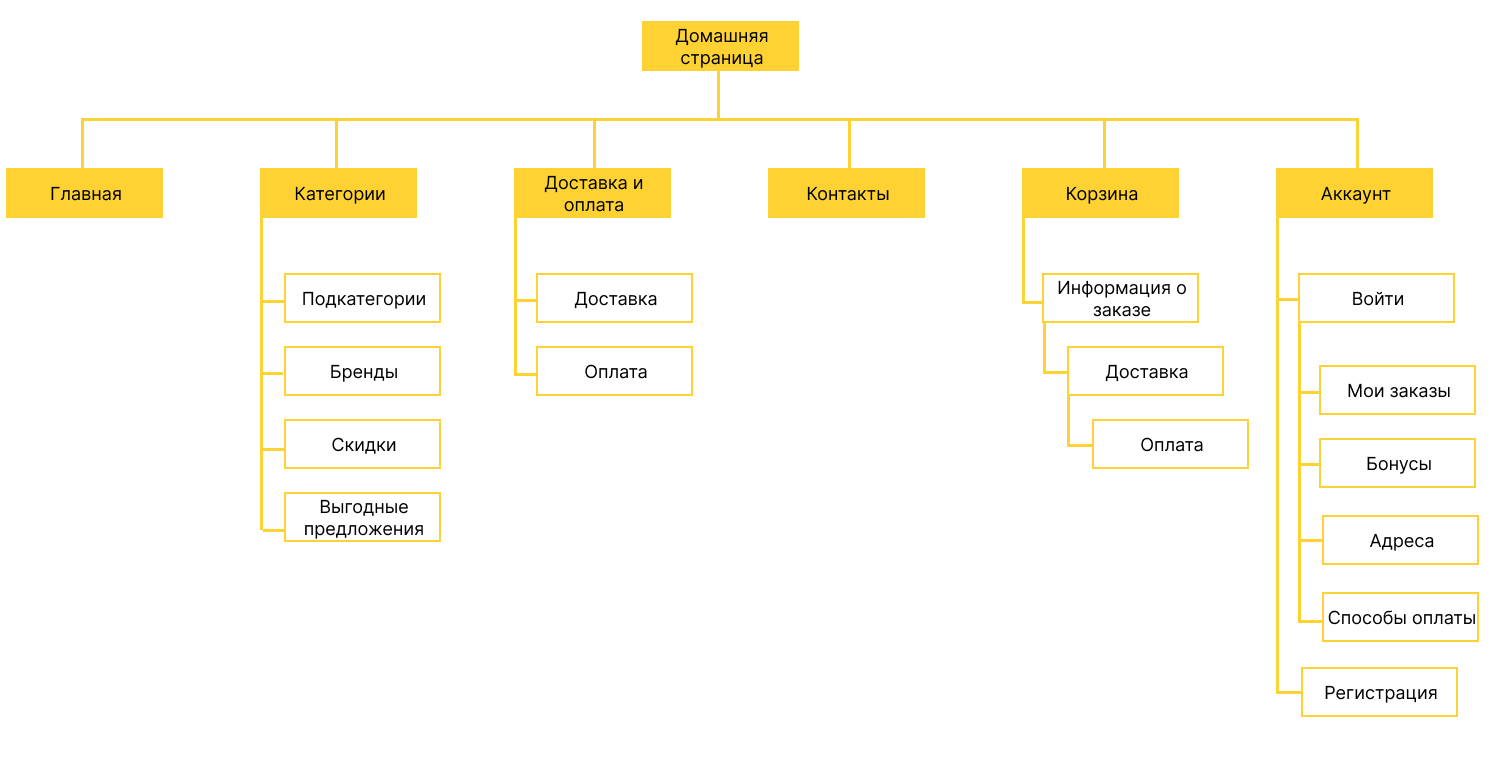 Домашняя
страница
Главная
Категории
Доставка и
оплата
Контакты
Корзина
Аккаунт
Подкатегории
Бренды
Скидки
Выгодные
предложения
Доставка
Оплата
Информация о
заказе
Доставка
Оплата
Войти
Мои заказы
Бонусы
Адреса
Способы оплаты
Регистрация